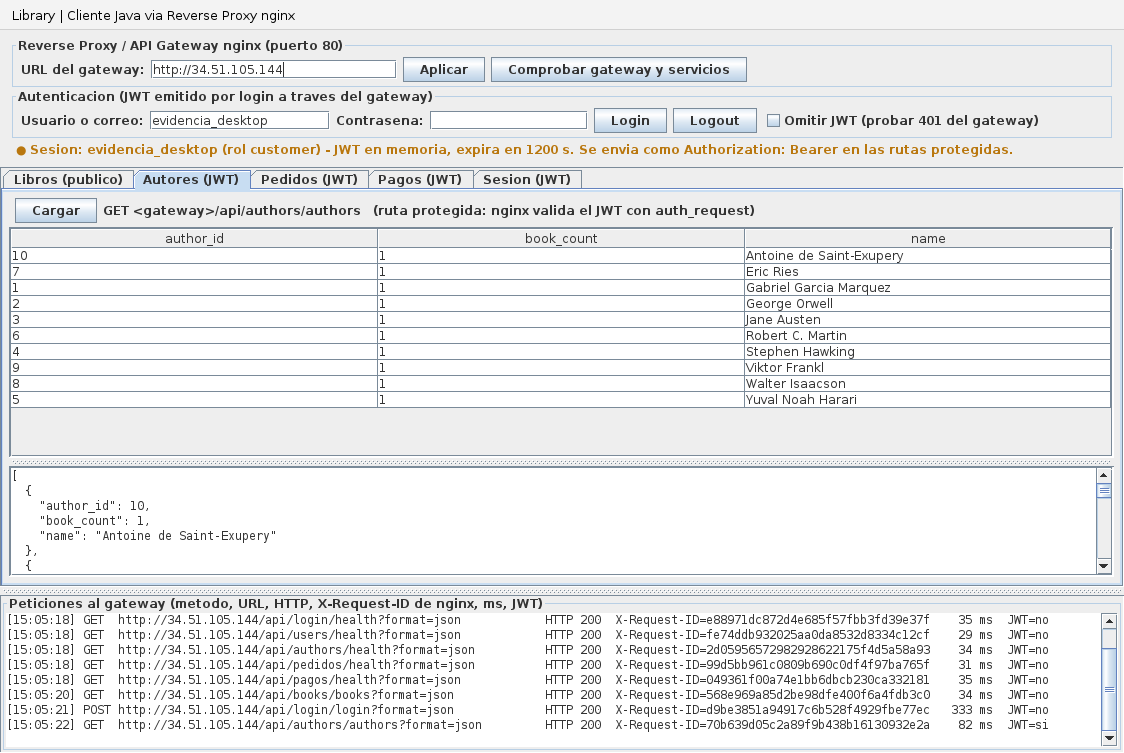 Library | Cliente Java via Reverse Proxy nginx
Reverse Proxy / API Gateway nginx (puerto 80)
URL del gateway: http://34.51.105.144 Aplicar Comprobar gateway y servicios
Autenticacion (JWT emitido por login a traves del gateway)
Usuario o correo: evidencia_desktop Contrasena: Login Logout Omitir JWT (probar 401 del gateway)
● Sesion: evidencia_desktop (rol customer) - JWT en memoria, expira en 1200 s. Se envia como Authorization: Bearer en las rutas protegidas.
Libros (publico) Autores (JWT) Pedidos (JWT) Pagos (JWT) Sesion (JWT)
Cargar GET <gateway>/api/authors/authors (ruta protegida: nginx valida el JWT con auth_request)
author_id book_count name
10 1 Antoine de Saint-Exupery
7 1 Eric Ries
1 1 Gabriel Garcia Marquez
2 1 George Orwell
3 1 Jane Austen
6 1 Robert C. Martin
4 1 Stephen Hawking
9 1 Viktor Frankl
8 1 Walter Isaacson
5 1 Yuval Noah Harari
[
{
"author_id": 10,
"book_count": 1,
"name": "Antoine de Saint-Exupery"
},
{
Peticiones al gateway (metodo, URL, HTTP, X-Request-ID de nginx, ms, JWT)
[15:05:18] GET http://34.51.105.144/api/login/health?format=json HTTP 200 X-Request-ID=e88971dc872d4e685f57fbb3fd39e37f 35 ms JWT=no
[15:05:18] GET http://34.51.105.144/api/users/health?format=json HTTP 200 X-Request-ID=fe74ddb932025aa0da8532d8334c12cf 29 ms JWT=no
[15:05:18] GET http://34.51.105.144/api/authors/health?format=json HTTP 200 X-Request-ID=2d05956572982928622175f4d5a58a93 34 ms JWT=no
[15:05:18] GET http://34.51.105.144/api/pedidos/health?format=json HTTP 200 X-Request-ID=99d5bb961c0809b690c0df4f97ba765f 31 ms JWT=no
[15:05:18] GET http://34.51.105.144/api/pagos/health?format=json HTTP 200 X-Request-ID=049361f00a74e1bb6dbcb230ca332181 35 ms JWT=no
[15:05:20] GET http://34.51.105.144/api/books/books?format=json HTTP 200 X-Request-ID=568e969a85d2be98dfe400f6a4fdb3c0 34 ms JWT=no
[15:05:21] POST http://34.51.105.144/api/login/login?format=json HTTP 200 X-Request-ID=d9be3851a94917c6b528f4929fbe77ec 333 ms JWT=no
[15:05:22] GET http://34.51.105.144/api/authors/authors?format=json HTTP 200 X-Request-ID=70b639d05c2a89f9b438b16130932e2a 82 ms JWT=si